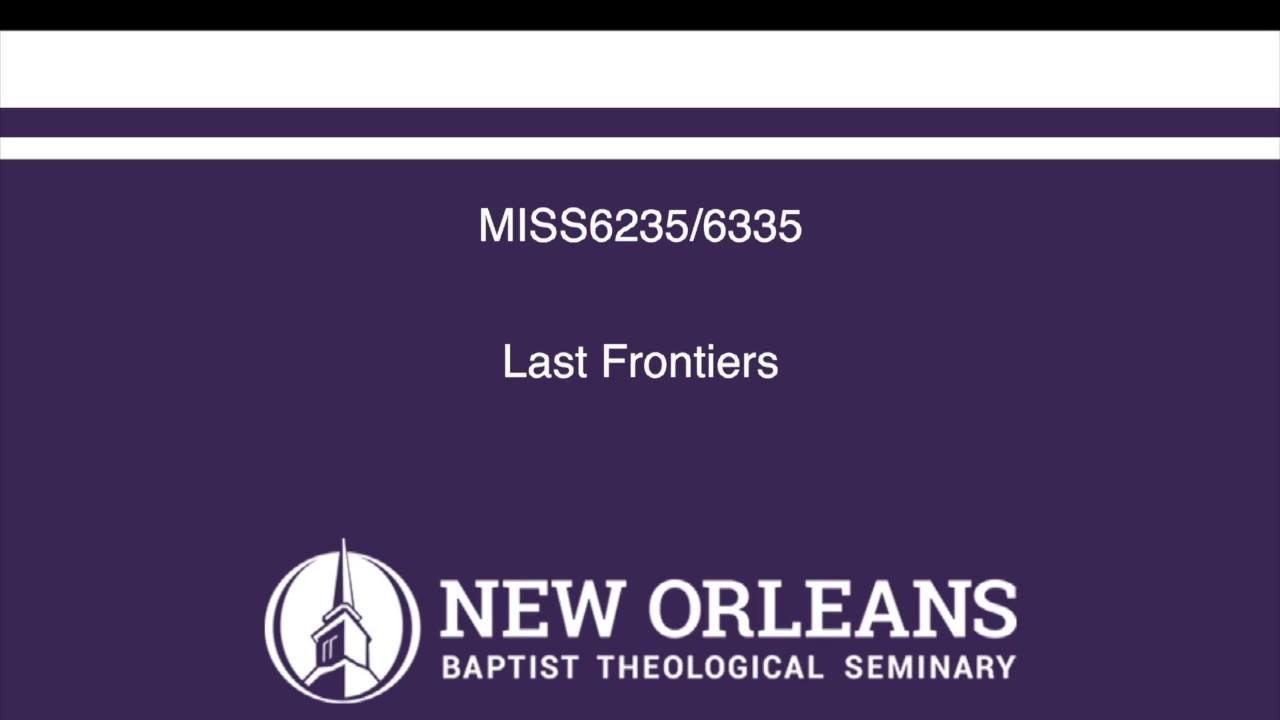 MISS6235/6335
Last Frontiers
NEW ORLEANS
BAPTIST THEOLOGICAL SEMINARY